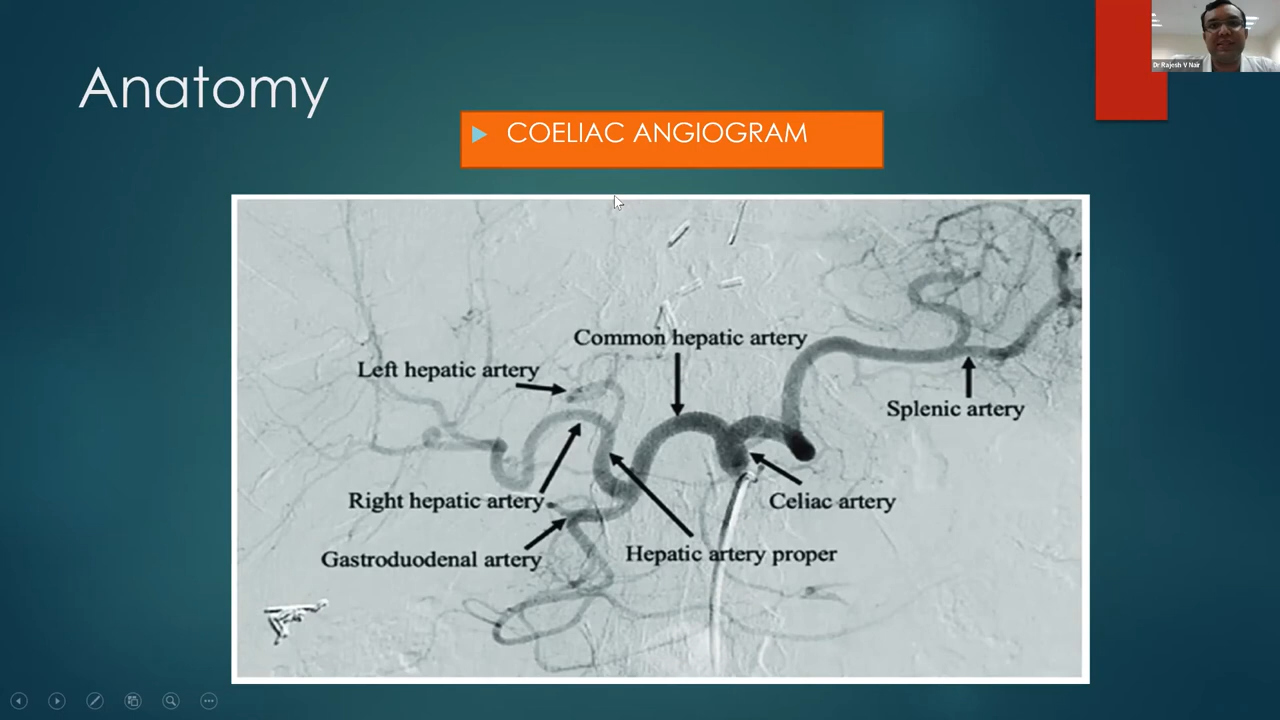 Anatomy
COELIAC ANGIOGRAM
Dr Rajesh V Nair
Common hepatic artery
Left hepatic artery
Splenic artery
Right hepatic artery
Celiac artery
Gastroduodenal artery
Hepatic artery proper